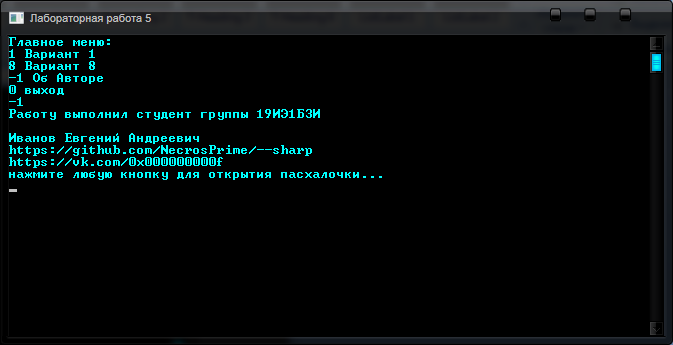 Лабораторная работа 5
Главное меню:
1 Вариант 1
8 Вариант 8
-1 Об Авторе
0 выход
-1
Работу выполнил студент группы 19ИЭ1БЗИ
Иванов Евгений Андреевич
https://github.com/NecrosPrime/--sharp
https://vk.com/0x000000000f
нажмите любую кнопку для открытия пасхалочки...